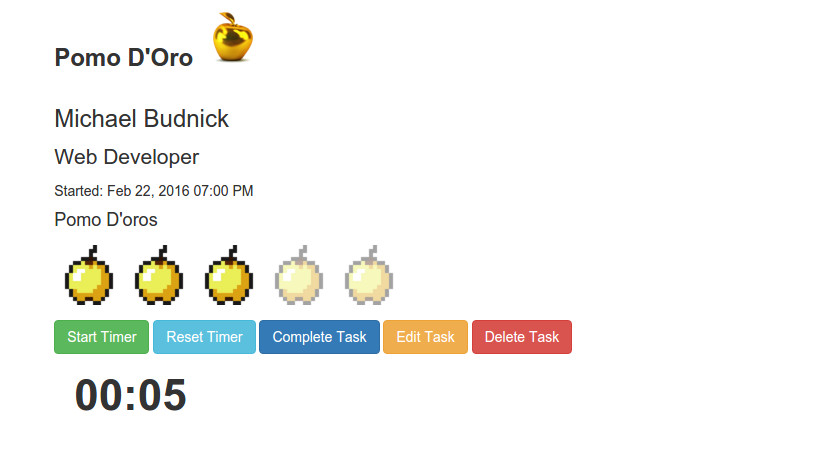 Pomo D'Oro
Michael Budnick
Web Developer
Started: Feb 22, 2016 07:00 PM
Pomo D'oros
Start Timer Reset Timer Complete Task Edit Task Delete Task
00:05